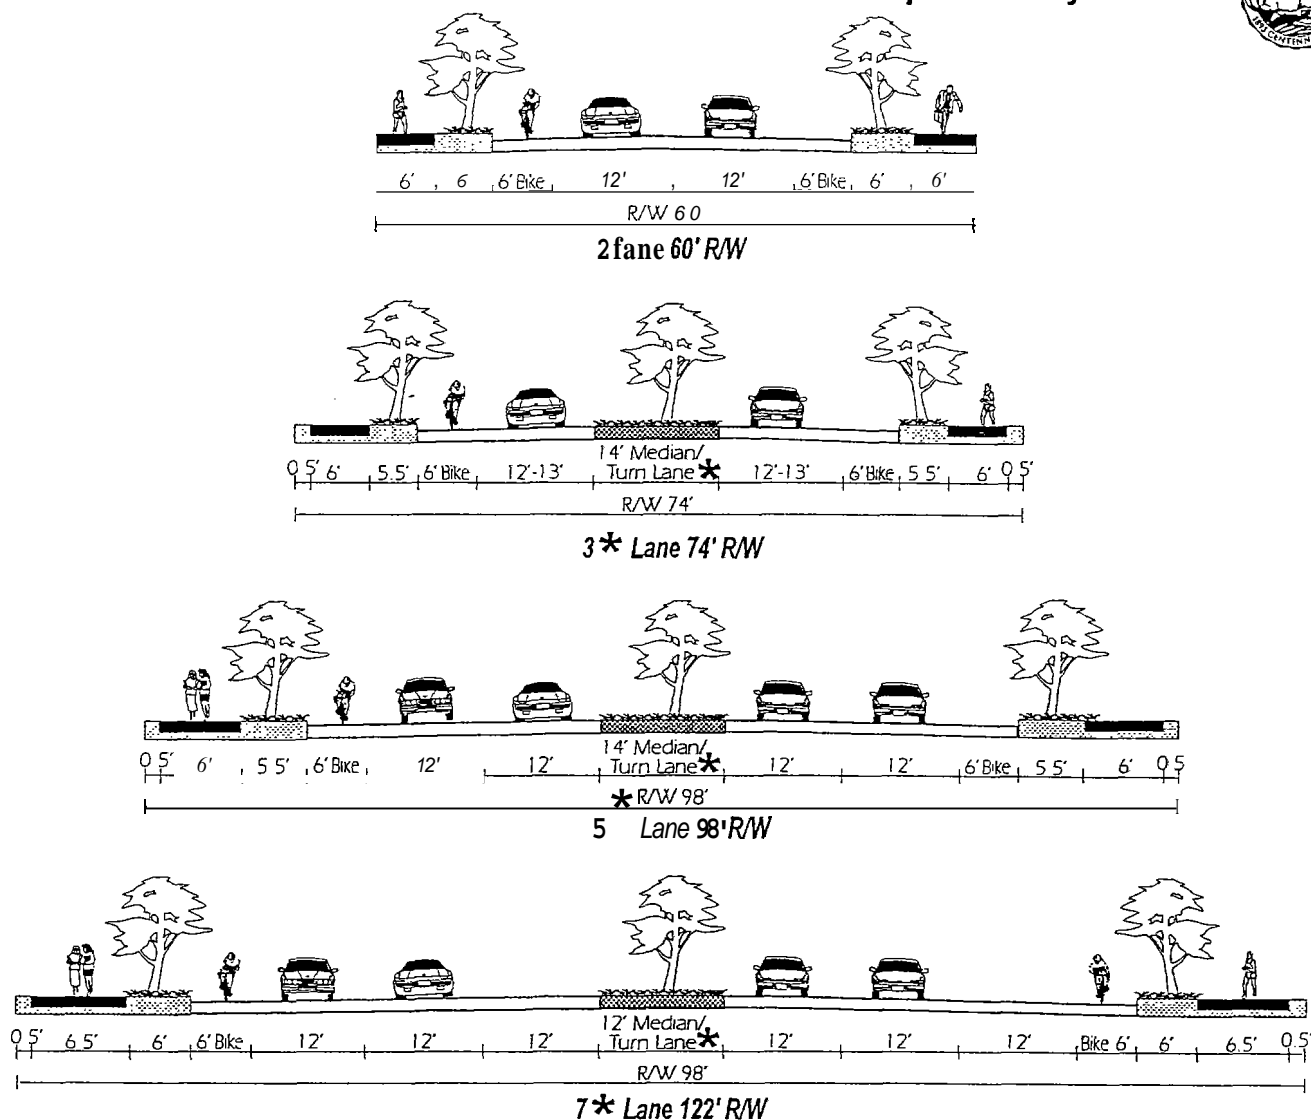 1893 CENTENN
6' 6 6' Bike 12' 12' 6' Bike 6' 6'
R/W 60
2 fane 60' R/W
14' Median/
0 5' 6' 5.5' 6' Bike 12'-13' Turn Lane* 12'-13' 6' Bike 5 5' 6' 0 5'
R/W 74'
3* Lane 74' R/W
14' Median/
0 5' 6' 5 5' 6' Bike 12' 12' Turn Lane* 12' 12' 6' Bike 5 5' 6' 0 5
* R/W 98'
5 Lane 98' R/W
12' Median/
0 5' 6 5' 6' 6' Bike 12' 12' 12' Turn Lane* 12' 12' 12' Bike 6' 6' 6.5' 0.5'
R/W 98'
7* Lane 122' R/W